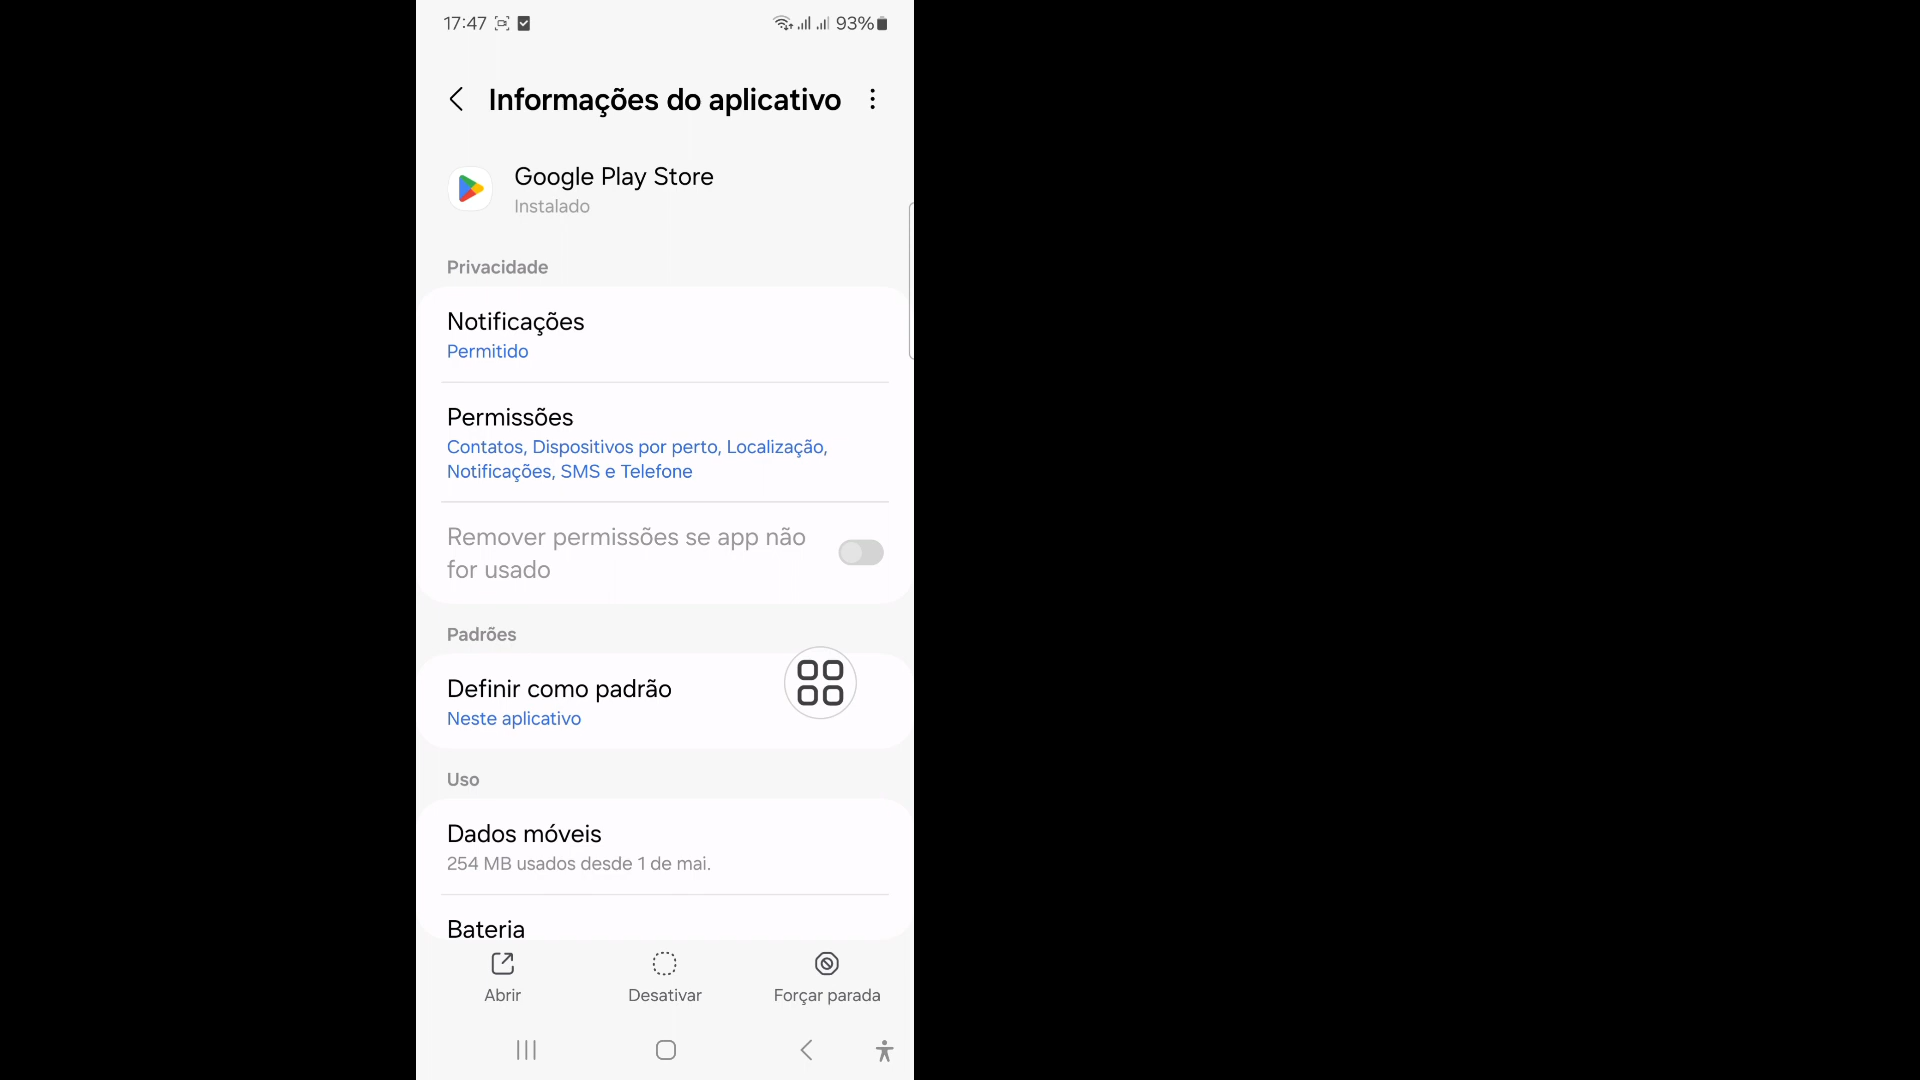 17:47
93%
Informações do aplicativo
Google Play Store
Instalado
Privacidade
Notificações
Permitido
Permissões
Contatos, Dispositivos por perto, Localização,
Notificações, SMS e Telefone
Remover permissões se app não
for usado
Padrões
Definir como padrão
Neste aplicativo
Uso
Dados móveis
254 MB usados desde 1 de mai.
Bateria
Abrir
Desativar
Forçar parada